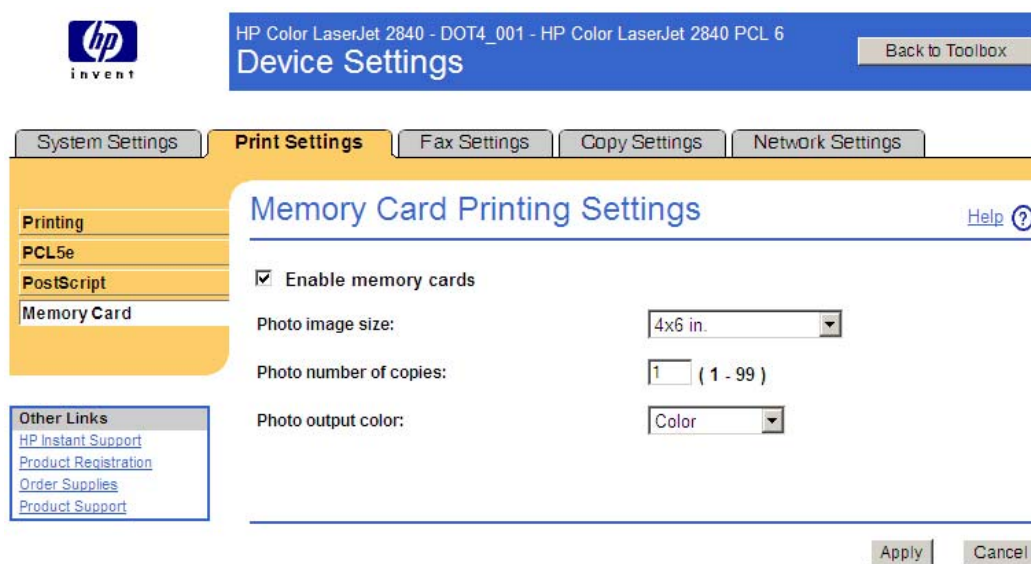 hp
invent
HP Color LaserJet 2840 - DOT4_001 - HP Color LaserJet 2840 PCL 6
Device Settings
Back to Toolbox
System Settings
Print Settings
Fax Settings
Copy Settings
Network Settings
Printing
PCL5e
PostScript
Memory Card
Other Links
HP Instant Support
Product Registration
Order Supplies
Product Support
Memory Card Printing Settings
Help ?
Enable memory cards
Photo image size: 4x6 in.
Photo number of copies: 1 ( 1 - 99 )
Photo output color: Color
Apply
Cancel